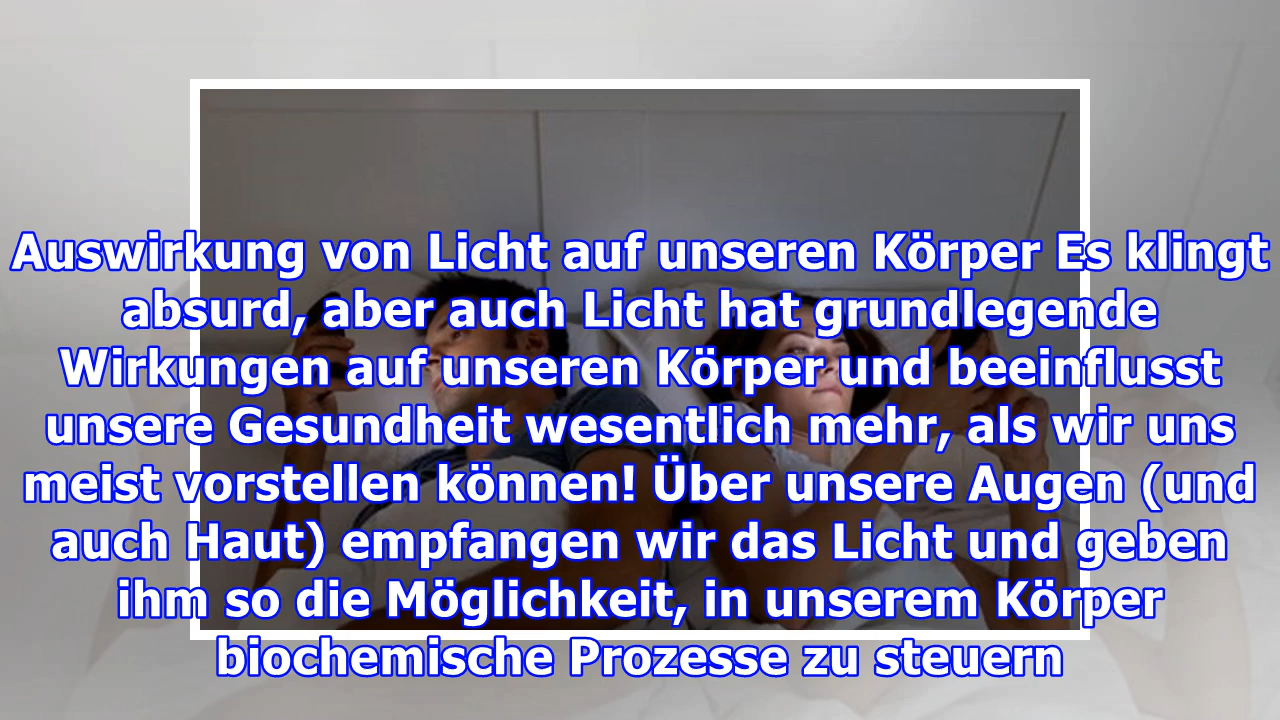 Auswirkung von Licht auf unseren Körper Es klingt
absurd, aber auch Licht hat grundlegende
Wirkungen auf unseren Körper und beeinflusst
unsere Gesundheit wesentlich mehr, als wir uns
meist vorstellen können! Über unsere Augen (und
auch Haut) empfangen wir das Licht und geben
ihm so die Möglichkeit, in unserem Körper
biochemische Prozesse zu steuern